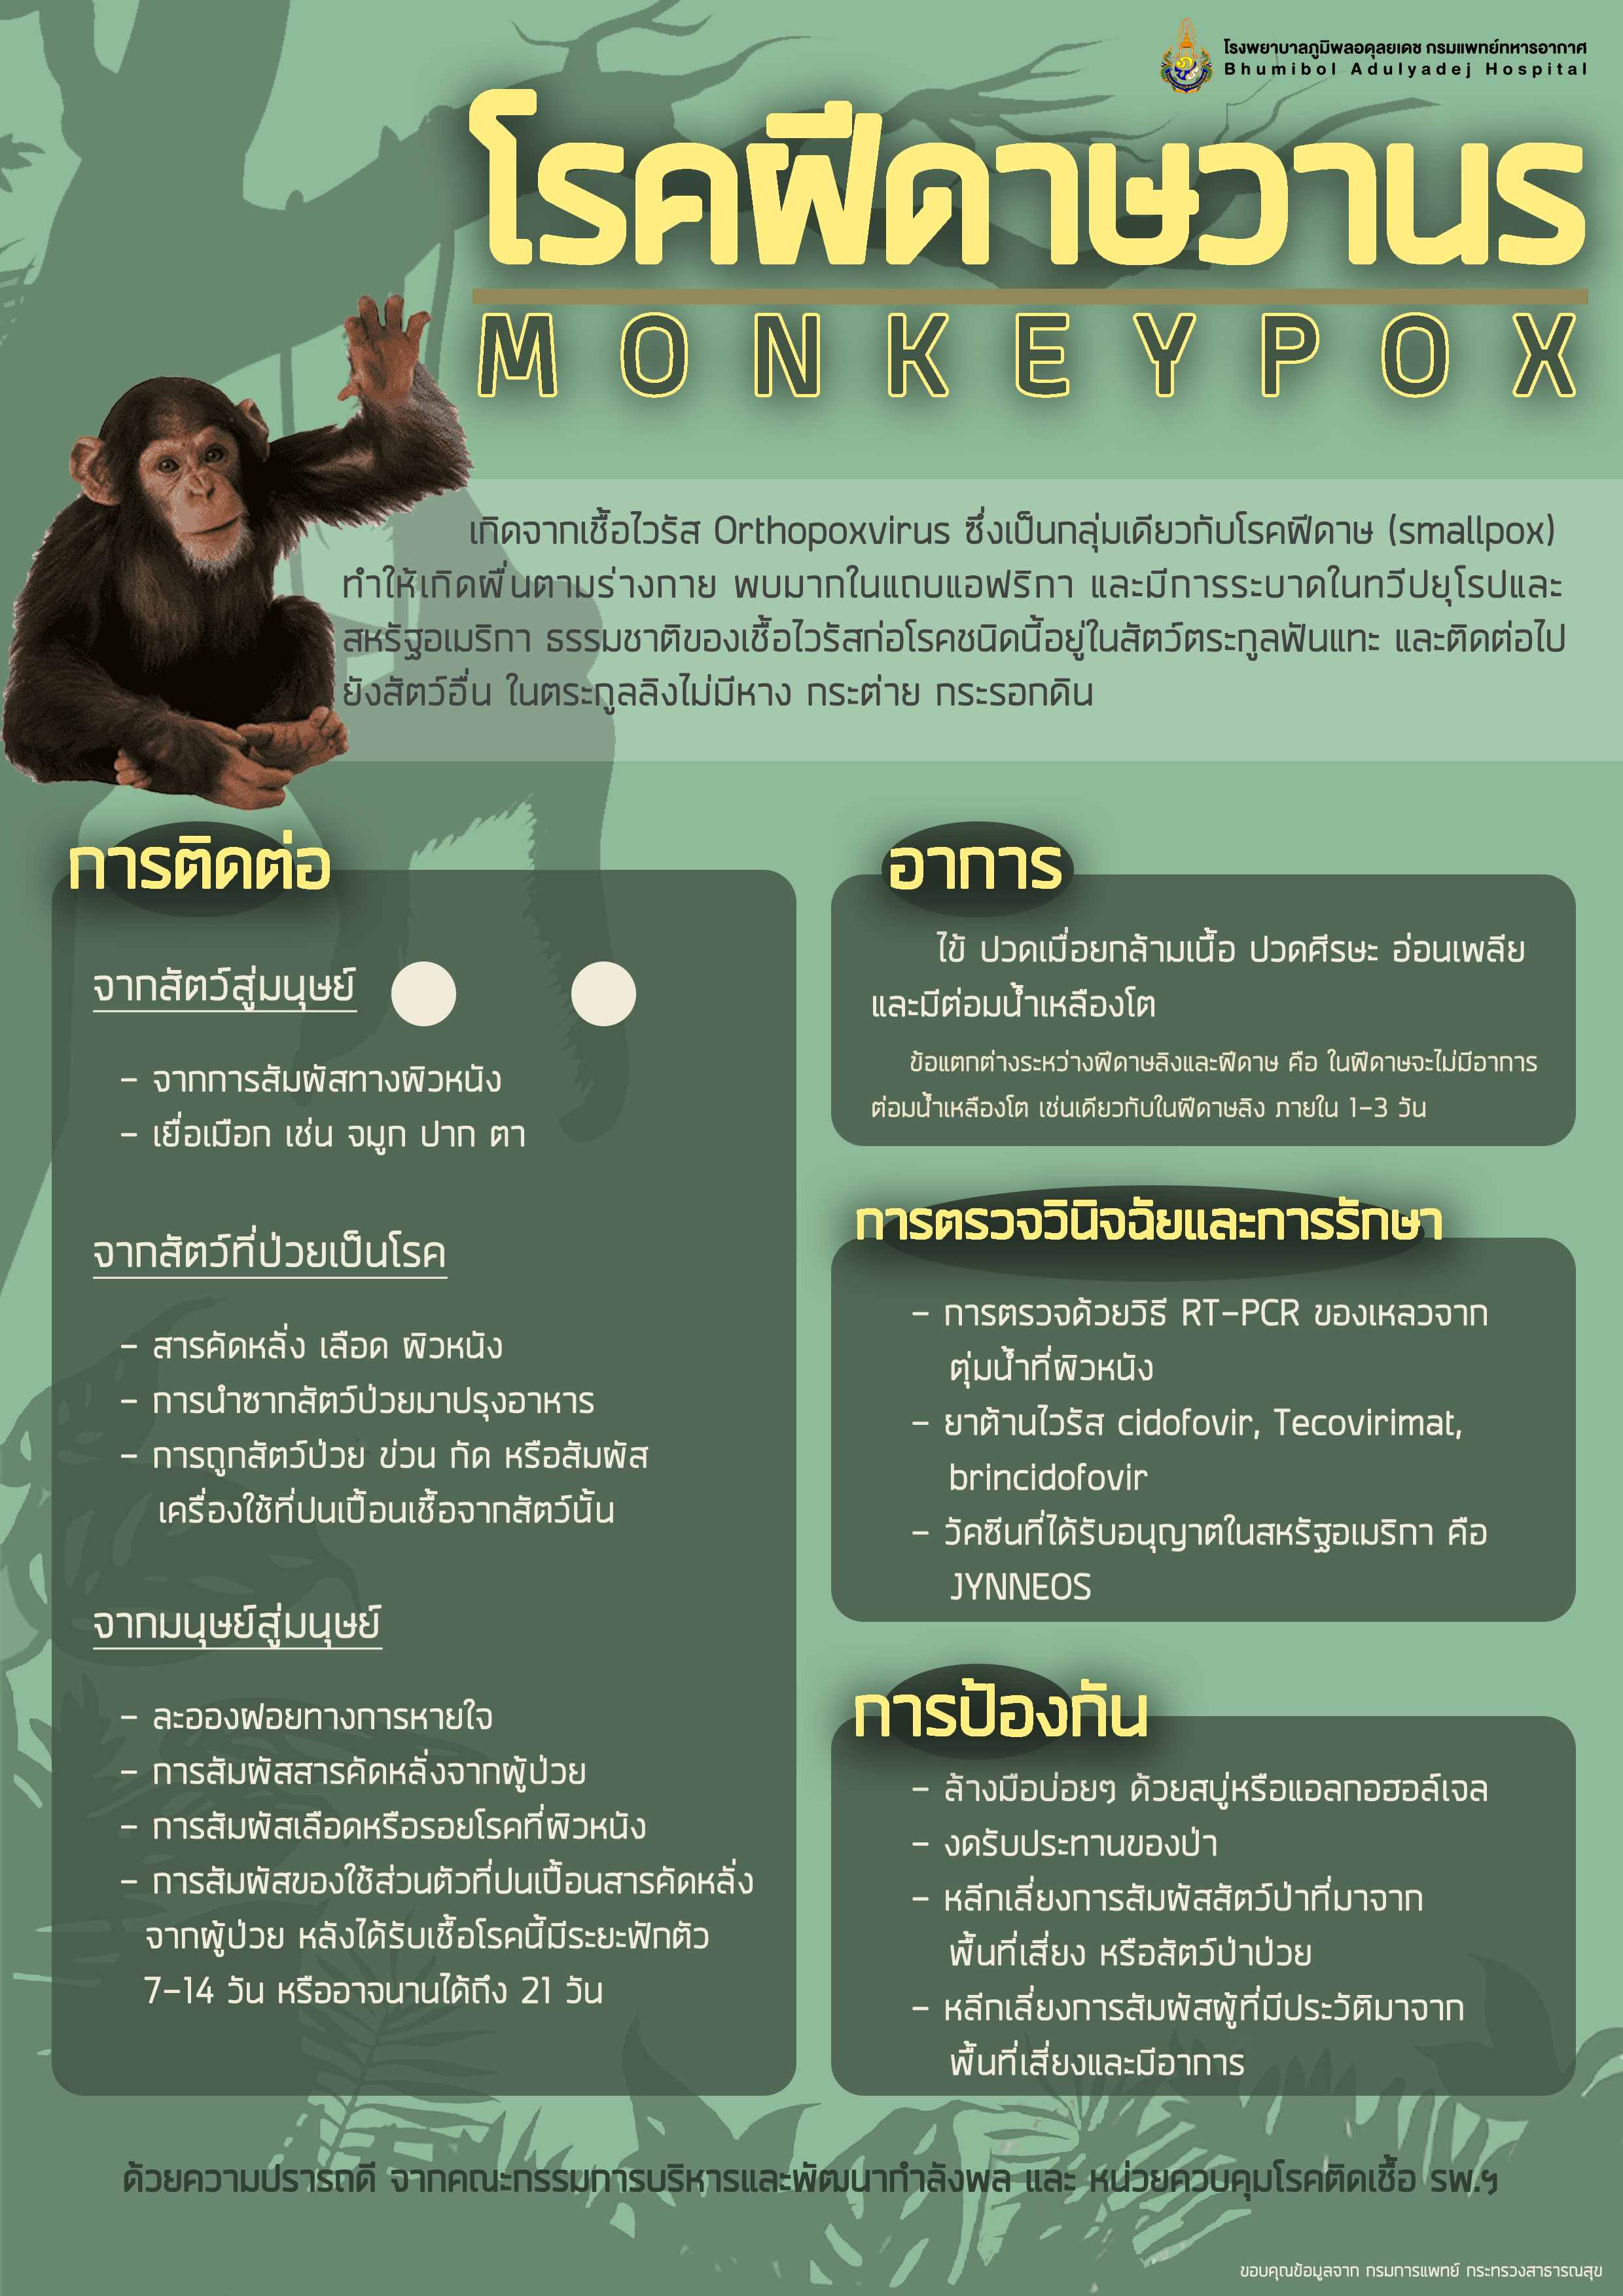 โรงพยาบาลภูมิพลอดุลยเดช กรมแพทย์ทหารอากาศ
Bhumibol Adulyadej Hospital
โรคฝีดาษวานร
MONKEYPOX
เกิดจากเชื้อไวรัส Orthopoxvirus ซึ่งเป็นกลุ่มเดียวกับโรคฝีดาษ (smallpox)
ทำให้เกิดผื่นตามร่างกาย พบมากในแถบแอฟริกา และมีการระบาดในทวีปยุโรปและ
สหรัฐอเมริกา ธรรมชาติของเชื้อไวรัสก่อโรคชนิดนี้อยู่ในสัตว์ตระกูลฟันแทะ และติดต่อไป
ยังสัตว์อื่น ในตระกูลลิงไม่มีหาง กระต่าย กระรอกดิน
การติดต่อ
จากสัตว์สู่มนุษย์
- จากการสัมผัสทางผิวหนัง
- เยื่อเมือก เช่น จมูก ปาก ตา
จากสัตว์ที่ป่วยเป็นโรค
- สารคัดหลั่ง เลือด ผิวหนัง
- การนำซากสัตว์ป่วยมาปรุงอาหาร
- การถูกสัตว์ป่วย ข่วน กัด หรือสัมผัส
เครื่องใช้ที่ปนเปื้อนเชื้อจากสัตว์นั้น
จากมนุษย์สู่มนุษย์
- ละอองฝอยทางการหายใจ
- การสัมผัสสารคัดหลั่งจากผู้ป่วย
- การสัมผัสเลือดหรือรอยโรคที่ผิวหนัง
- การสัมผัสของใช้ส่วนตัวที่ปนเปื้อนสารคัดหลั่ง
จากผู้ป่วย หลังได้รับเชื้อโรคนี้มีระยะฟักตัว
7-14 วัน หรืออาจนานได้ถึง 21 วัน
อาการ
ไข้ ปวดเมื่อยกล้ามเนื้อ ปวดศีรษะ อ่อนเพลีย
และมีต่อมน้ำเหลืองโต
ข้อแตกต่างระหว่างฝีดาษลิงและฝีดาษ คือ ในฝีดาษจะไม่มีอาการ
ต่อมน้ำเหลืองโต เช่นเดียวกับในฝีดาษลิง ภายใน 1-3 วัน
การตรวจวินิจฉัยและการรักษา
- การตรวจด้วยวิธี RT-PCR ของเหลวจาก
ตุ่มน้ำที่ผิวหนัง
- ยาต้านไวรัส cidofovir, Tecovirimat,
brincidofovir
- วัคซีนที่ได้รับอนุญาตในสหรัฐอเมริกา คือ
JYNNEOS
การป้องกัน
- ล้างมือบ่อยๆ ด้วยสบู่หรือแอลกอฮอล์เจล
- งดรับประทานของป่า
- หลีกเลี่ยงการสัมผัสสัตว์ป่าที่มาจาก
พื้นที่เสี่ยง หรือสัตว์ป่าป่วย
- หลีกเลี่ยงการสัมผัสผู้ที่มีประวัติมาจาก
พื้นที่เสี่ยงและมีอาการ
ด้วยความปรารถดี จากคณะกรรมการบริหารและพัฒนากำลังพล และ หน่วยควบคุมโรคติดเชื้อ รพ.ฯ
ขอบคุณข้อมูลจาก กรมการแพทย์ กระทรวงสาธารณสุข